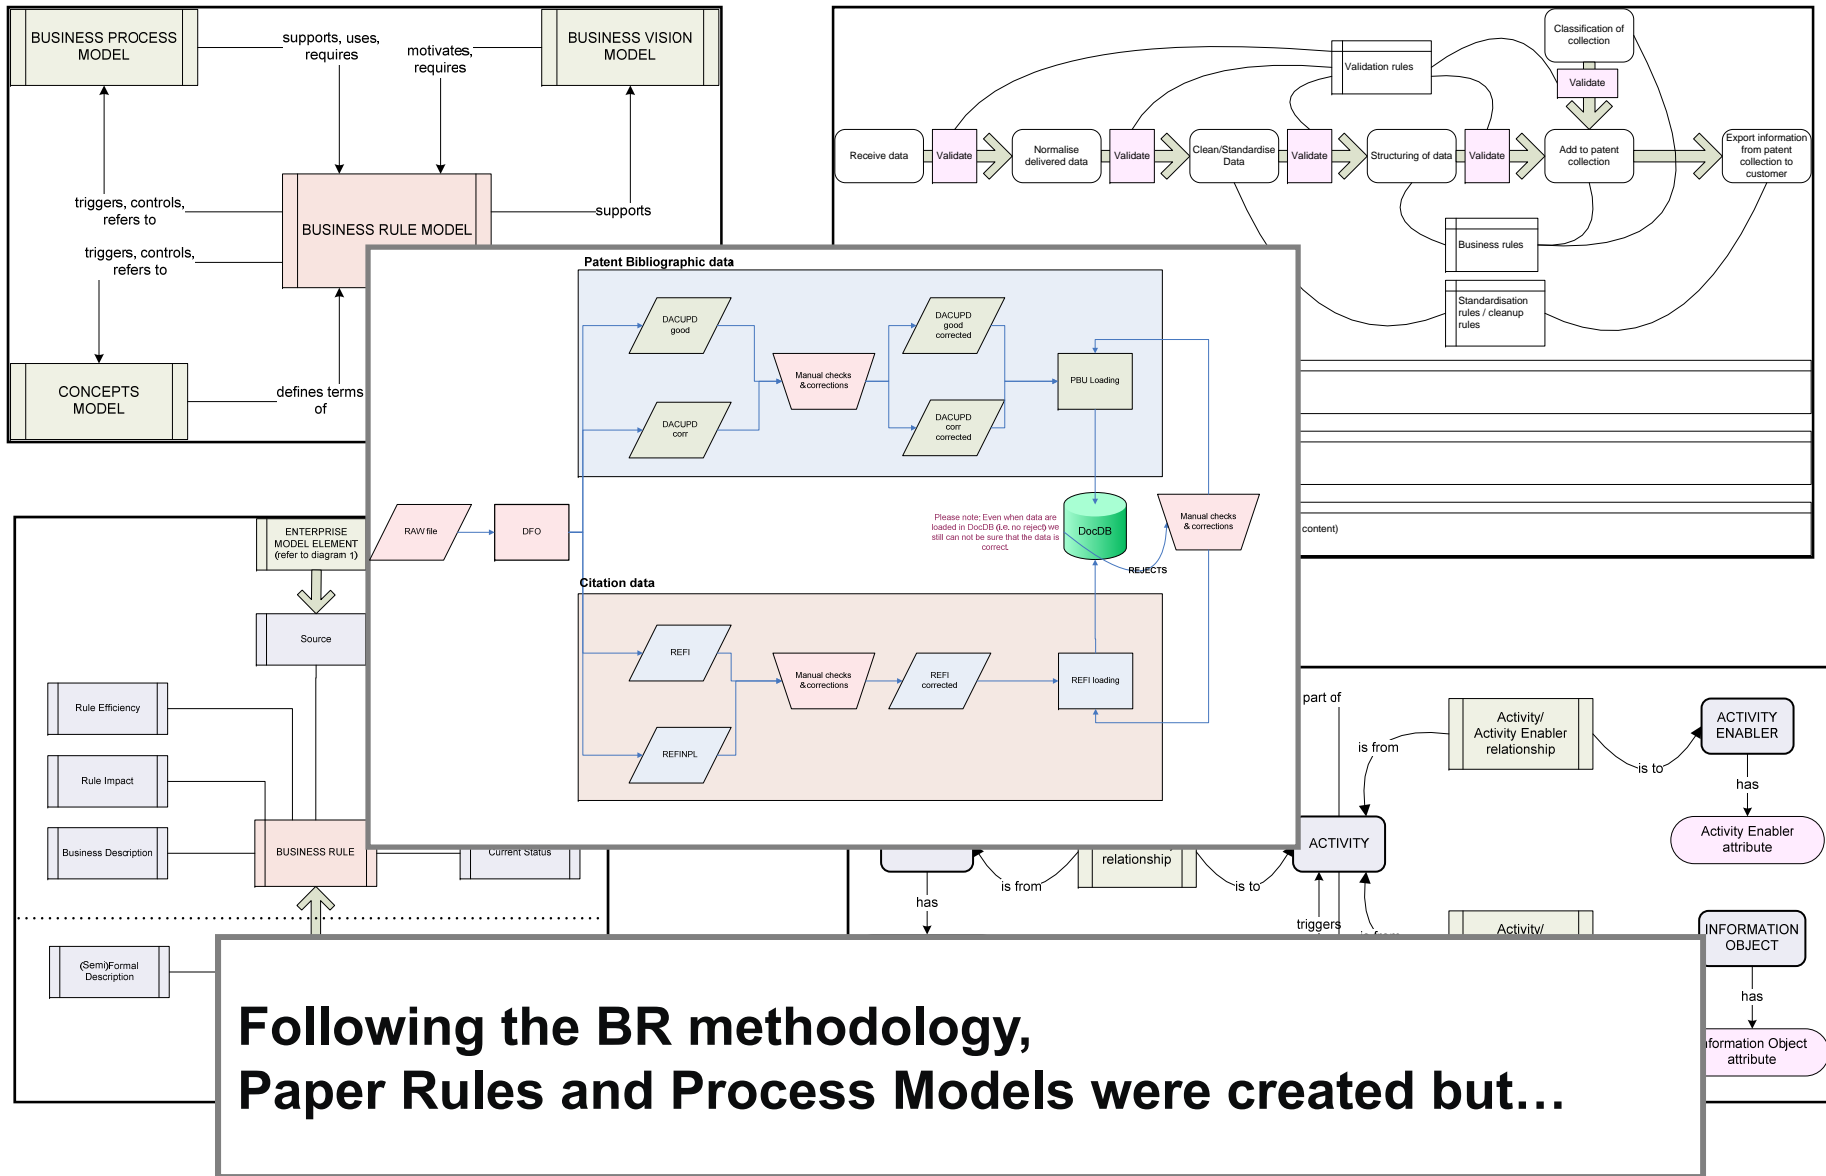 BUSINESS PROCESS
MODEL
supports, uses,
requires
motivates,
requires
BUSINESS VISION
MODEL
triggers, controls,
refers to
BUSINESS RULE MODEL
supports
triggers, controls,
refers to
CONCEPTS
MODEL
defines terms
of
Classification of
collection
Validation rules
Validate
Receive data
Validate
Normalise
delivered data
Validate
Clean/Standardise
Data
Validate
Structuring of data
Validate
Add to patent
collection
Export information
from patent
collection to
customer
Business rules
Standardisation
rules / cleanup
rules
content)
Patent Bibliographic data
DACUPD
good
DACUPD
good
corrected
Manual checks
& corrections
PBU Loading
DACUPD
corr
DACUPD
corr
corrected
RAW file
DFO
Please note; Even when data are
loaded in DocDB (i.e. no reject) we
still can not be sure that the data is
correct.
DocDB
Manual checks
& corrections
REJECTS
Citation data
REFI
Manual checks
& corrections
REFI
corrected
REFI loading
REFINPL
ENTERPRISE
MODEL ELEMENT
(refer to diagram 1)
Source
Rule Efficiency
Rule Impact
Business Description
BUSINESS RULE
Current Status
(Semi)Formal
Description
part of
is from
Activity/
Activity Enabler
relationship
is to
ACTIVITY
ENABLER
has
Activity Enabler
attribute
ACTIVITY
relationship
is from
is to
has
triggers
is from
Activity/
INFORMATION
OBJECT
has
Information Object
attribute
Following the BR methodology,
Paper Rules and Process Models were created but…